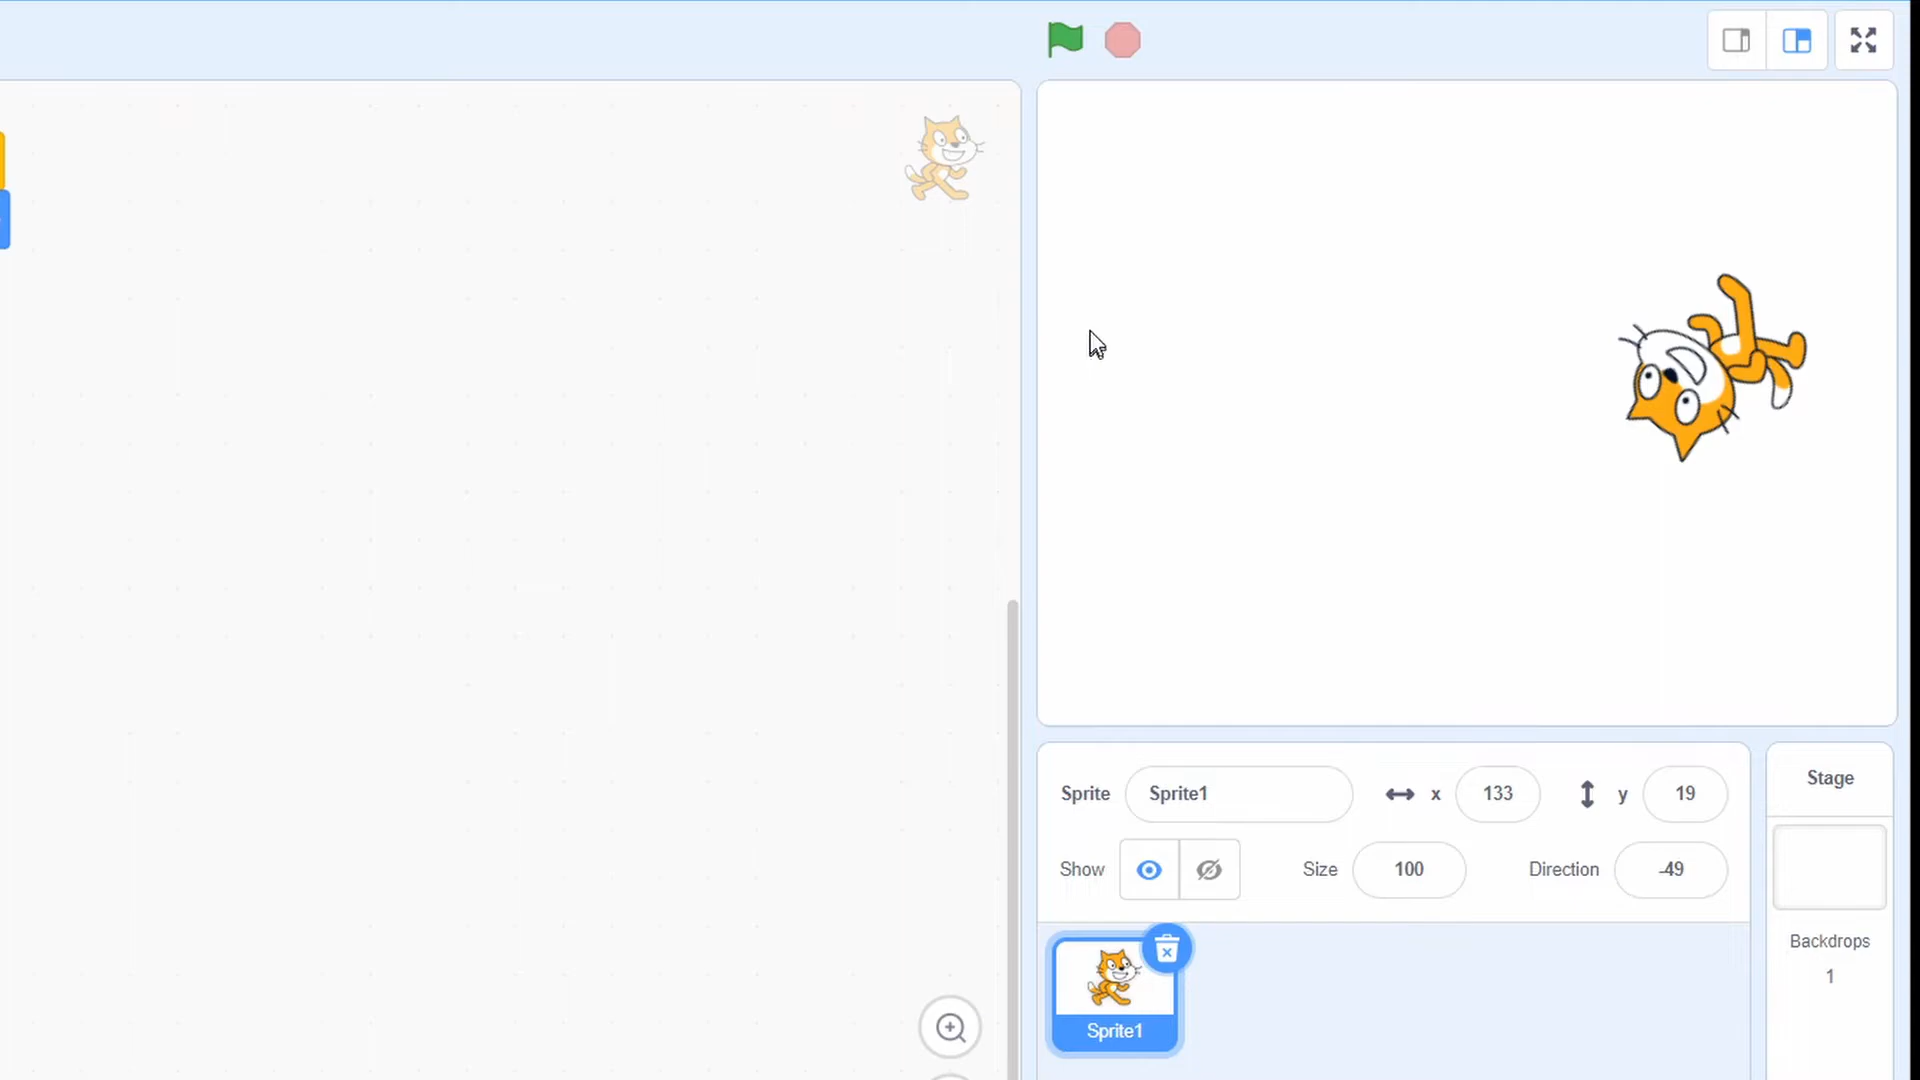 Sprite Sprite1 x 133 y 19
Show Size 100 Direction -49
Sprite1
Stage
Backdrops
1